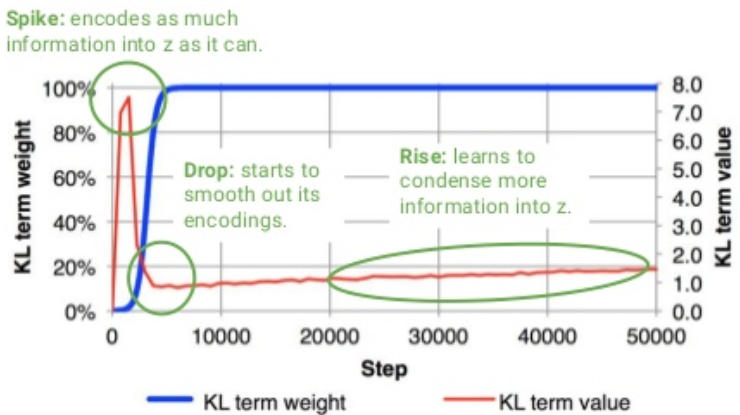 Spike: encodes as much
information into z as it can.
100%
80%
60%
40%
20%
0%
KL term weight
Drop: starts to
smooth out its
encodings.
Rise: learns to
condense more
information into z.
8.0
7.0
6.0
5.0
4.0
3.0
2.0
1.0
0.0
KL term value
0 10000 20000 30000 40000 50000
Step
KL term weight KL term value